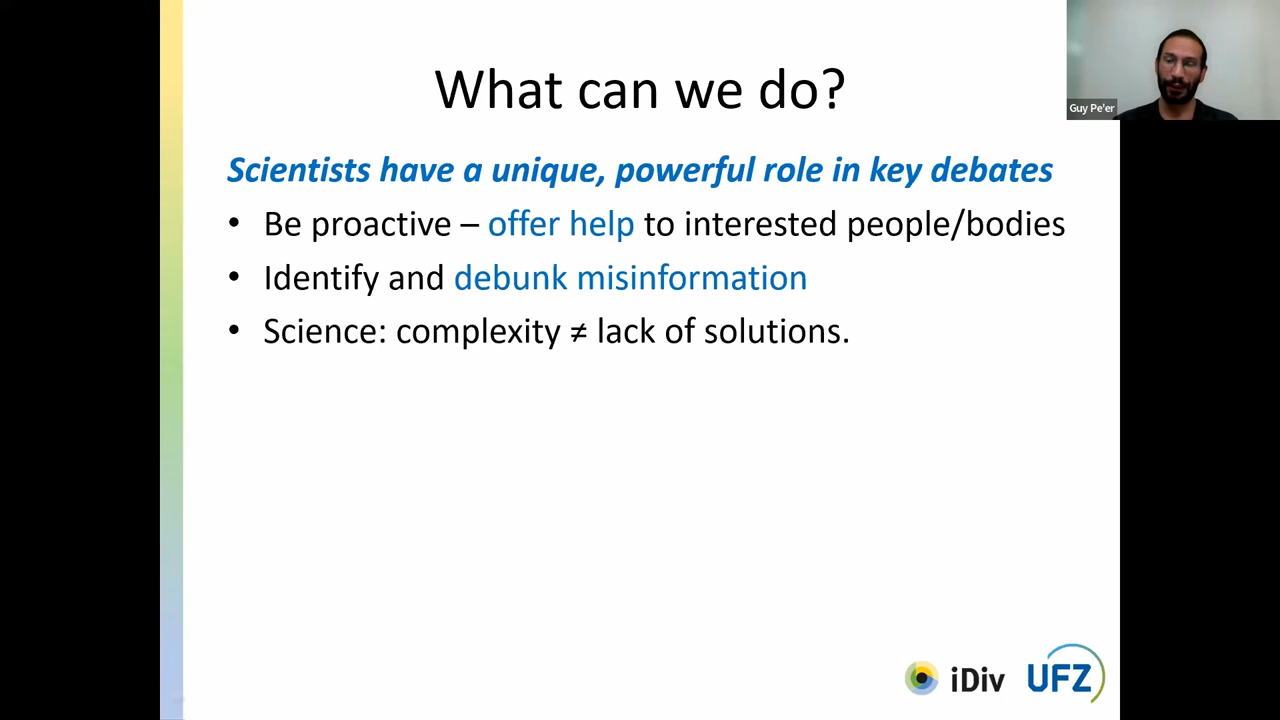 What can we do?
Guy Pe'er
Scientists have a unique, powerful role in key debates
• Be proactive – offer help to interested people/bodies
• Identify and debunk misinformation
• Science: complexity ≠ lack of solutions.
iDiv
UFZ